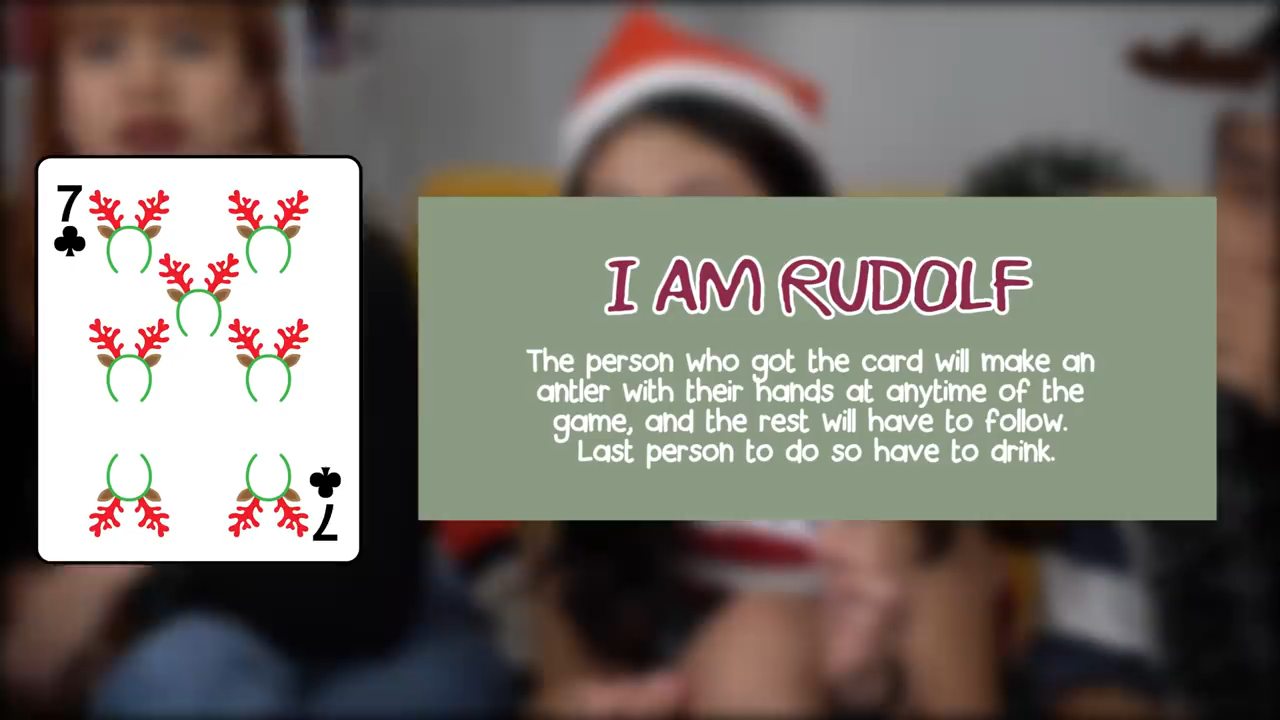 7
I AM RUDOLF
The person who got the card will make an
antler with their hands at anytime of the
game, and the rest will have to follow.
Last person to do so have to drink.
7